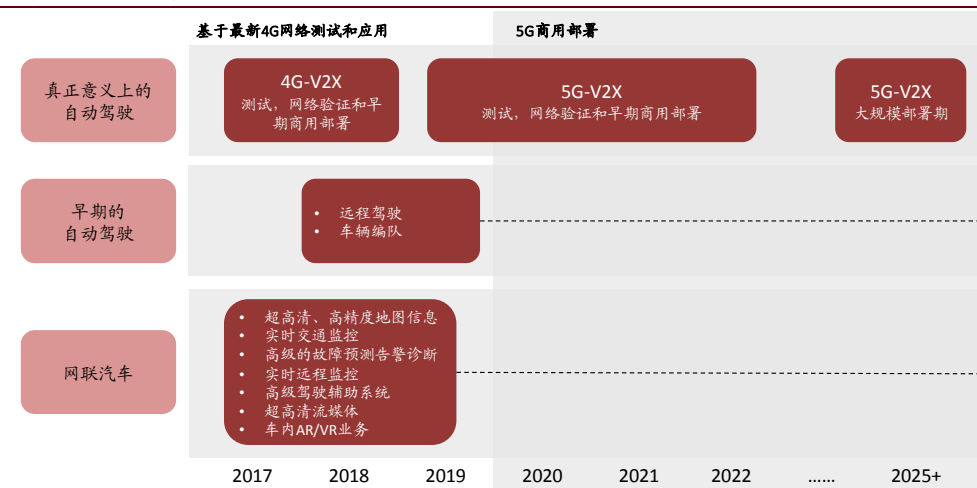 基于最新4G网络测试和应用
5G商用部署
真正意义上的
自动驾驶
4G-V2X
测试，网络验证和早
期商用部署
5G-V2X
测试，网络验证和早期商用部署
5G-V2X
大规模部署期
早期的
自动驾驶
• 远程驾驶
• 车辆编队
网联汽车
• 超高清、高精度地图信息
• 实时交通监控
• 高级的故障预测告警诊断
• 实时远程监控
• 高级驾驶辅助系统
• 超高清流媒体
• 车内AR/VR业务
2017 2018 2019 2020 2021 2022 …… 2025+